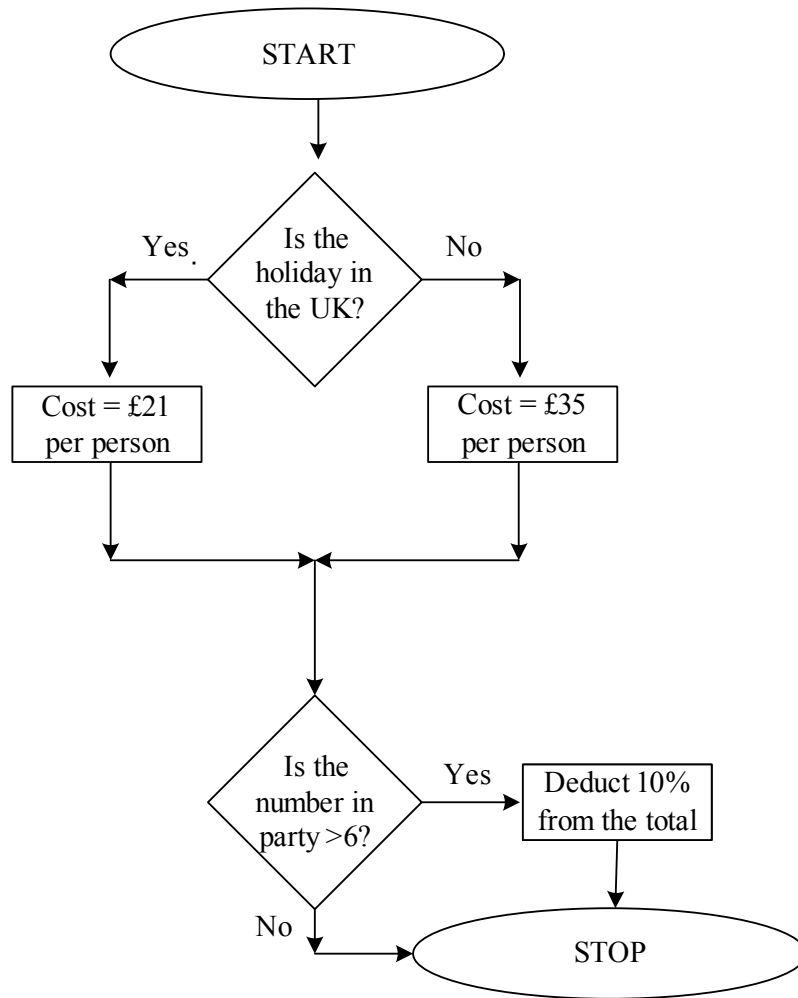 START
Yes.
Is the
holiday in
the UK?
No
Cost = £21
per person
Cost = £35
per person
Is the
number in
party >6?
Yes
Deduct 10%
from the total
No
STOP